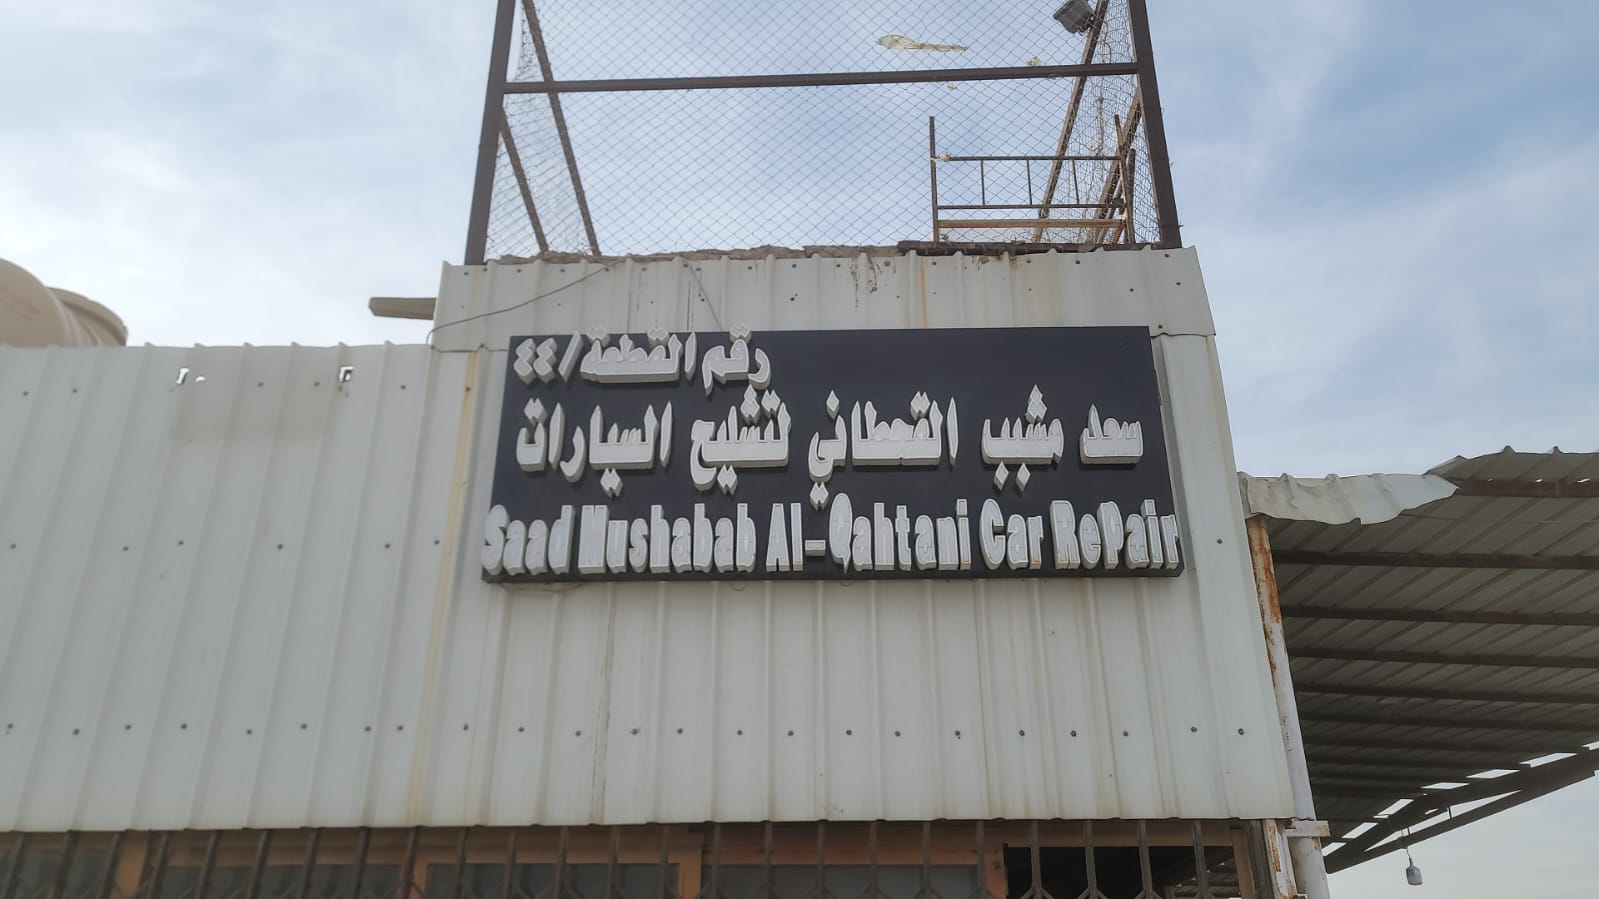 رقم القطعة/٤٤
سعد مشبب القحطاني لتشليح السيارات
Saad Mushabab Al-Qahtani Car RePair